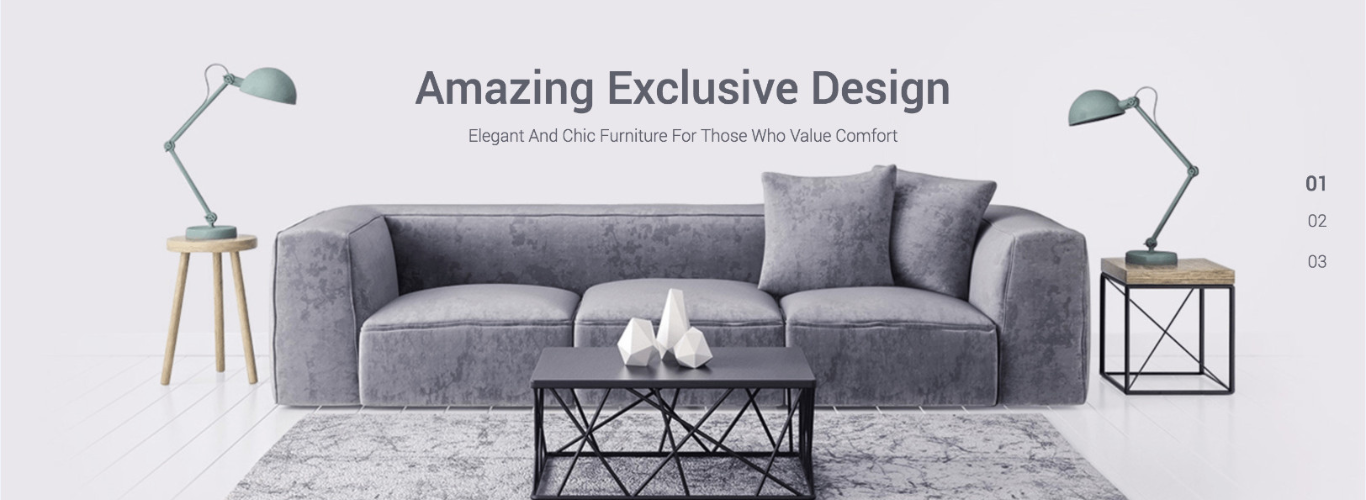 Amazing Exclusive Design
Elegant And Chic Furniture For Those Who Value Comfort
01
02
03